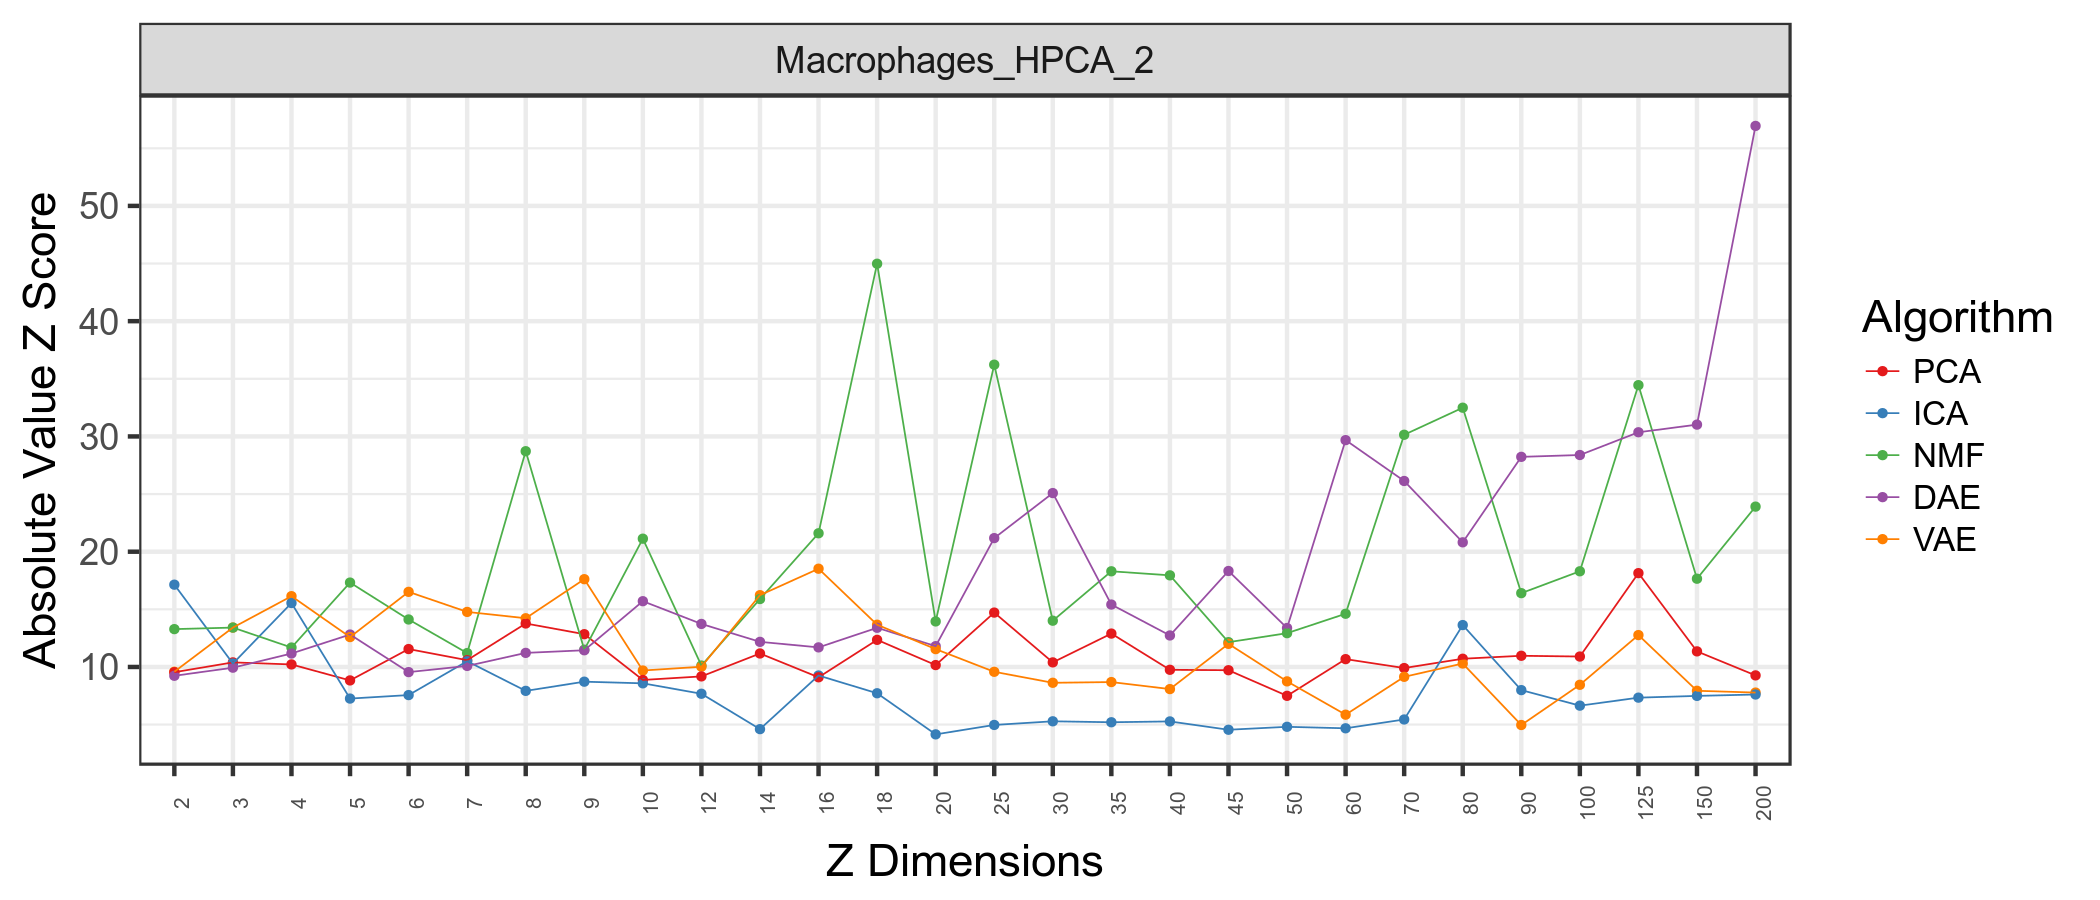 Macrophages_HPCA_2
Absolute Value Z Score
50
40
30
20
10
2 3 4 5 6 7 8 9 10 12 14 16 18 20 25 30 35 40 45 50 60 70 80 90 100 125 150 200
Z Dimensions
Algorithm
PCA
ICA
NMF
DAE
VAE